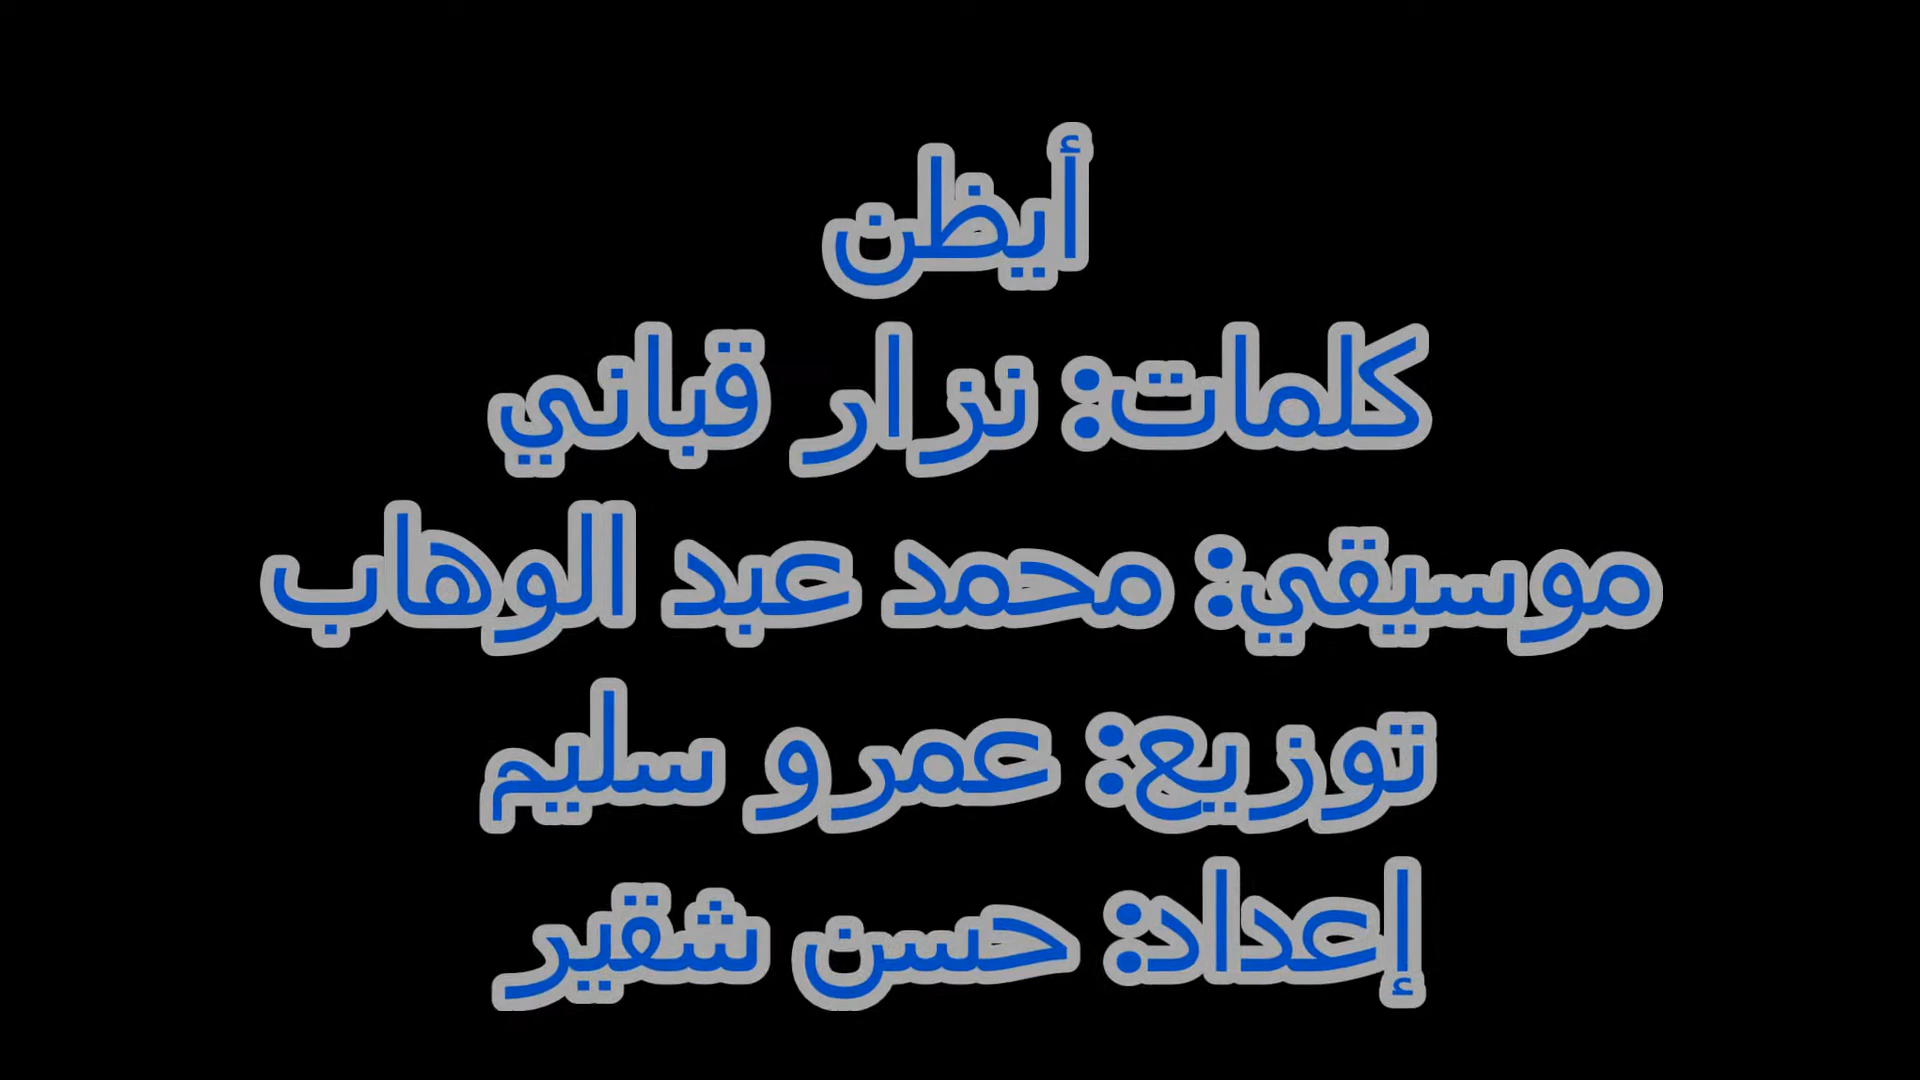 أيظن
كلمات: نزار قباني
موسيقي: محمد عبد الوهاب
توزيع: عمرو سليم
إعداد: حسن شقير